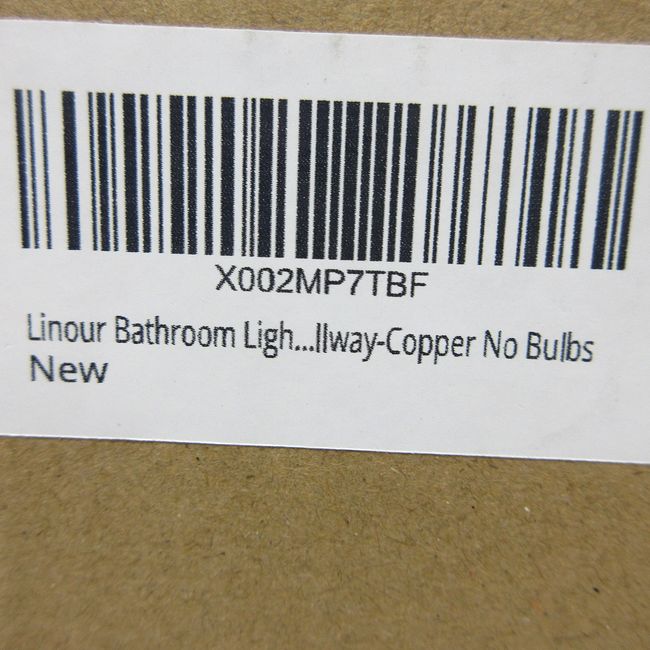 X002MP7TBF
Linour Bathroom Ligh...llway-Copper No Bulbs
New